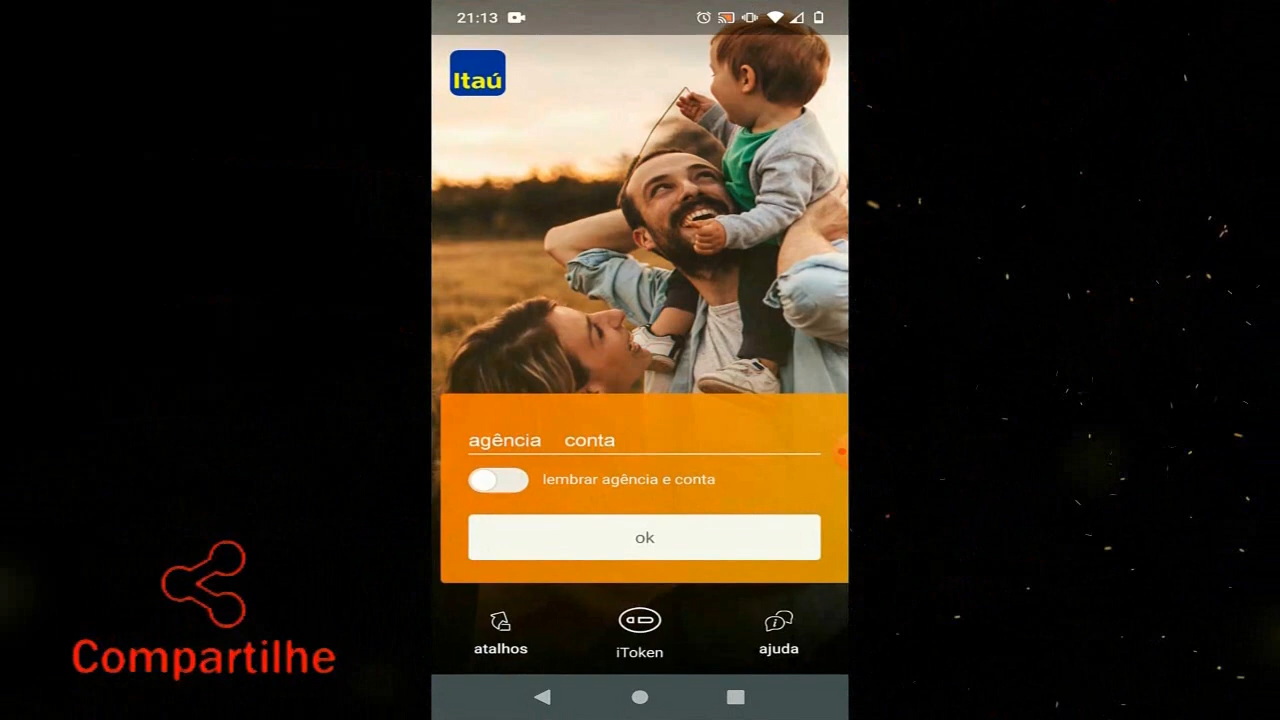 21:13
Itaú
agência conta
lembrar agência e conta
ok
atalhos
iToken
ajuda
Compartilhe